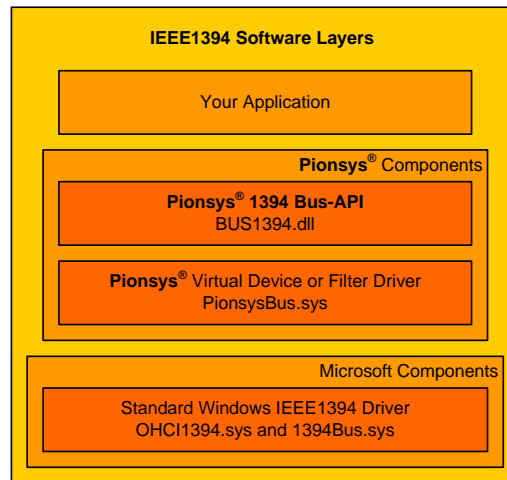 IEEE1394 Software Layers
Your Application
Pionsys® Components
Pionsys® 1394 Bus-API
BUS1394.dll
Pionsys® Virtual Device or Filter Driver
PionsysBus.sys
Microsoft Components
Standard Windows IEEE1394 Driver
OHCI1394.sys and 1394Bus.sys